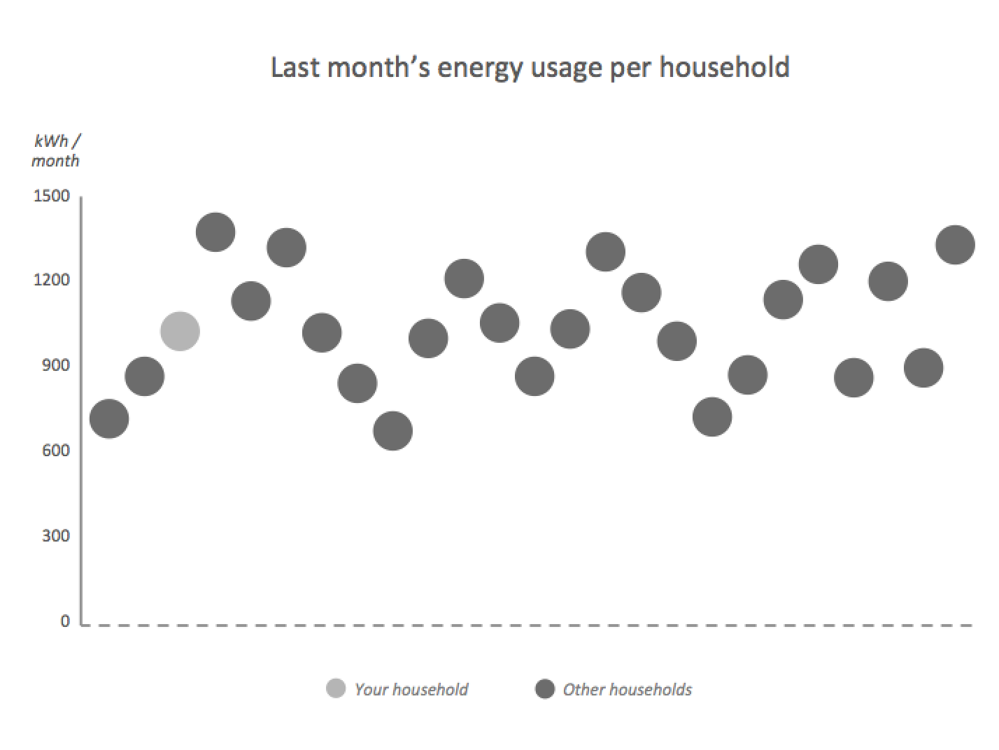 Last month’s energy usage per household
kWh /
month
1500
1200
900
600
300
0
Your household
Other households